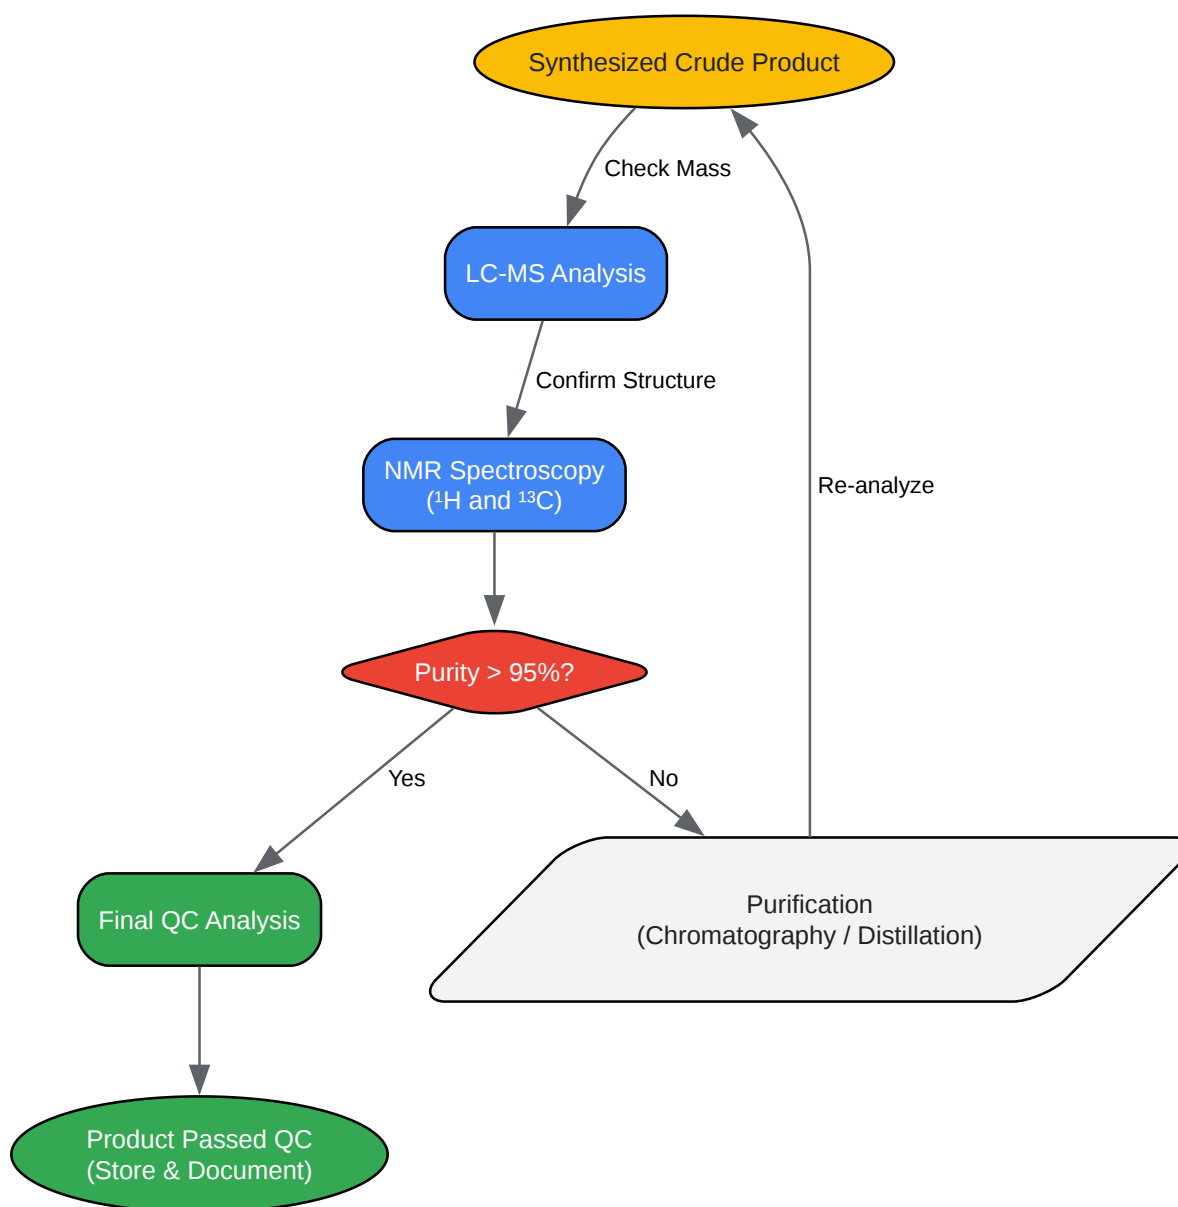 Synthesized Crude Product
Check Mass
LC-MS Analysis
Confirm Structure
NMR Spectroscopy
(¹H and ¹³C)
Re-analyze
Purity > 95%?
Yes
No
Final QC Analysis
Purification
(Chromatography / Distillation)
Product Passed QC
(Store & Document)